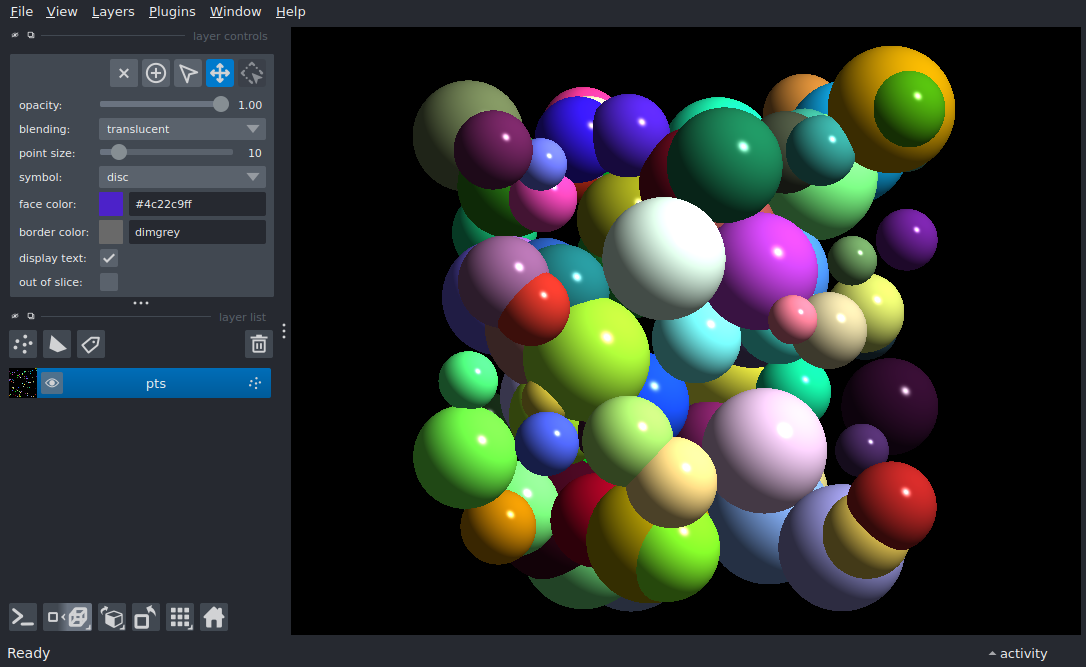 File View Layers Plugins Window Help
layer controls
opacity: 1.00
blending: translucent
point size: 10
symbol: disc
face color: #4c22c9ff
border color: dimgrey
display text:
out of slice:
layer list
pts
Ready
activity